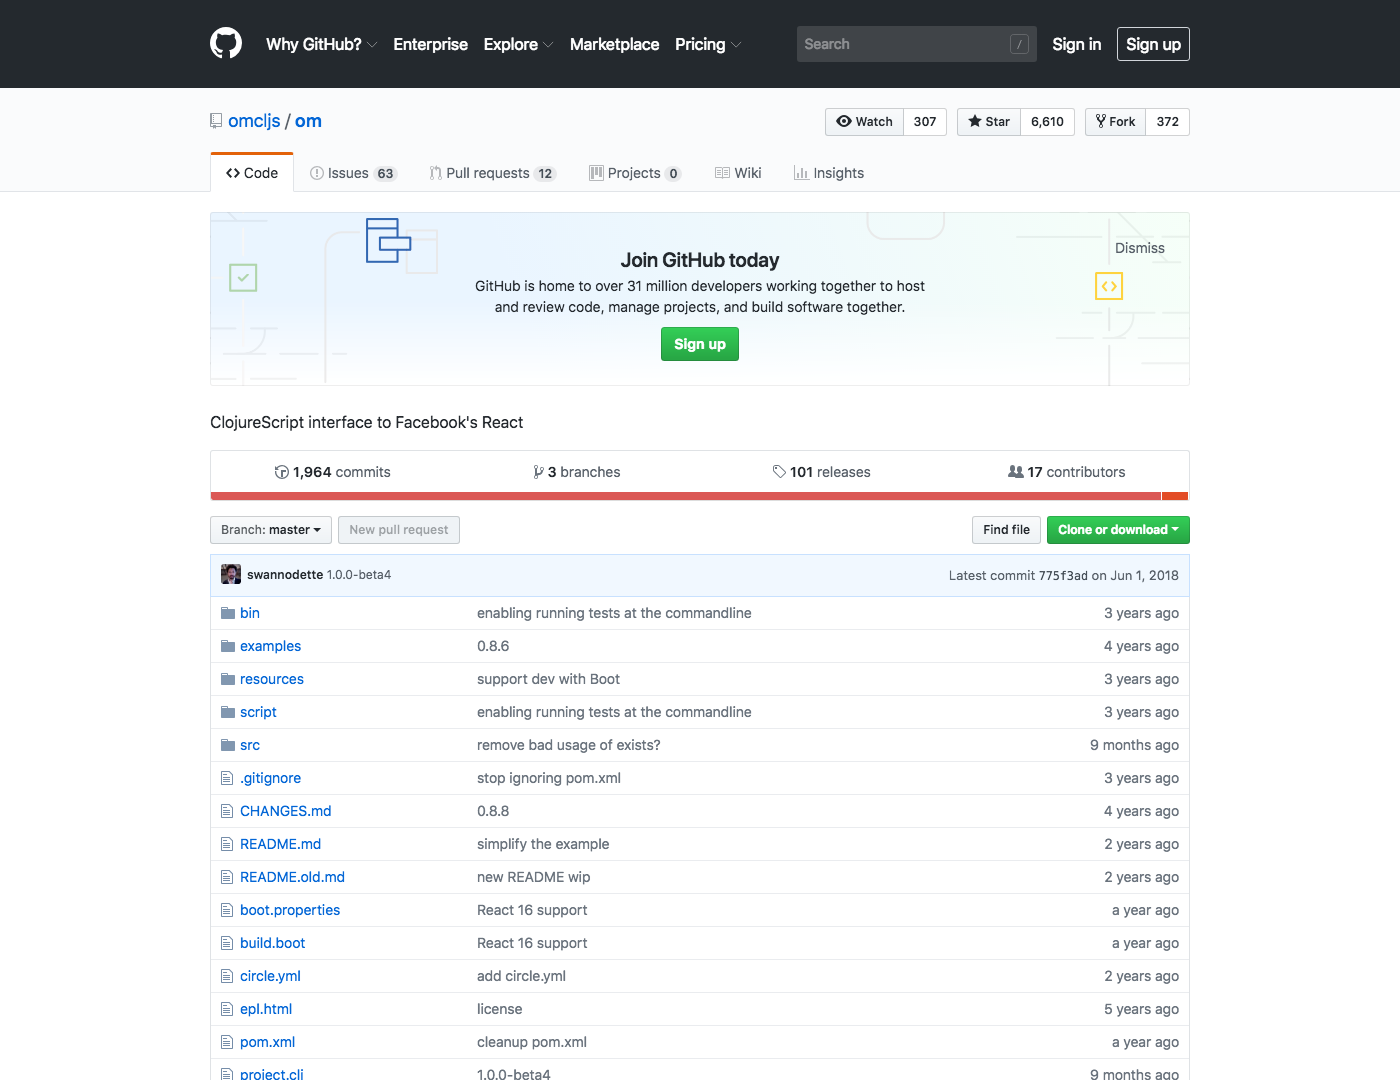 Why GitHub? Enterprise Explore Marketplace Pricing Search / Sign in Sign up
omcljs / om Watch 307 Star 6,610 Fork 372
Code Issues 63 Pull requests 12 Projects 0 Wiki Insights
Dismiss
Join GitHub today
GitHub is home to over 31 million developers working together to host
and review code, manage projects, and build software together.
Sign up
ClojureScript interface to Facebook's React
1,964 commits 3 branches 101 releases 17 contributors
Branch: master New pull request Find file Clone or download
swannodette 1.0.0-beta4 Latest commit 775f3ad on Jun 1, 2018
bin enabling running tests at the commandline 3 years ago
examples 0.8.6 4 years ago
resources support dev with Boot 3 years ago
script enabling running tests at the commandline 3 years ago
src remove bad usage of exists? 9 months ago
.gitignore stop ignoring pom.xml 3 years ago
CHANGES.md 0.8.8 4 years ago
README.md simplify the example 2 years ago
README.old.md new README wip 2 years ago
boot.properties React 16 support a year ago
build.boot React 16 support a year ago
circle.yml add circle.yml 2 years ago
epl.html license 5 years ago
pom.xml cleanup pom.xml a year ago
project.clj 1.0.0-beta4 9 months ago